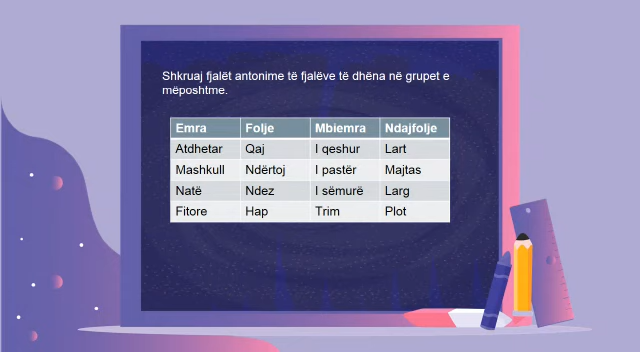 Shkruaj fjalët antonime të fjalëve të dhëna në grupet e
mëposhtme.
Emra Folje Mbiemra Ndajfolje
Atdhetar Qaj I qeshur Lart
Mashkull Ndërtoj I pastër Majtas
Natë Ndez I sëmurë Larg
Fitore Hap Trim Plot